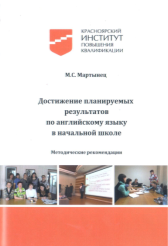 КРАСНОЯРСКИЙ
ИНСТИТУТ
ПОВЫШЕНИЯ
КВАЛИФИКАЦИИ
М.С. Мартынец
Достижение планируемых
результатов
по английскому языку
в начальной школе
Методические рекомендации